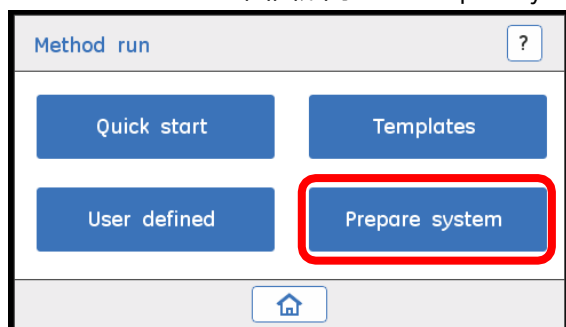 Method run
?
Quick start
Templates
User defined
Prepare system